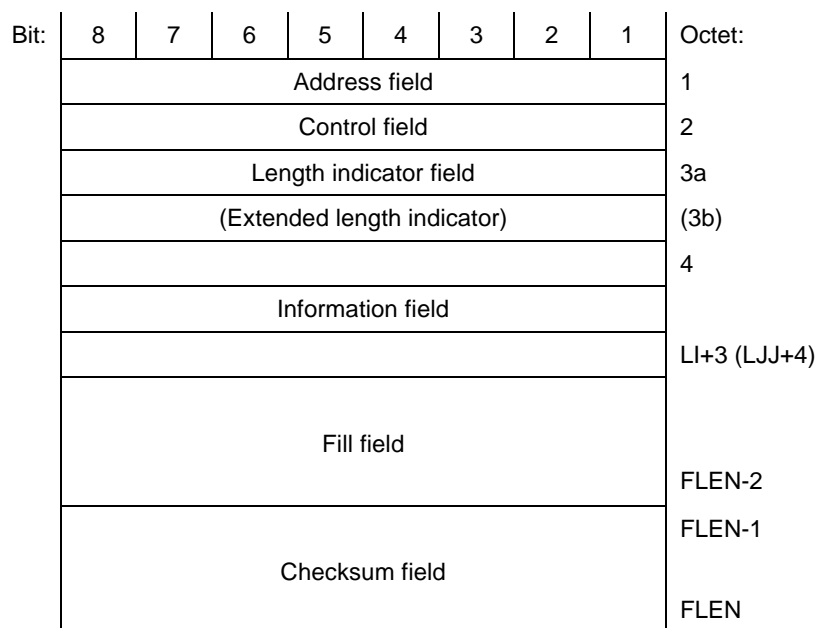 Bit: 8 7 6 5 4 3 2 1 Octet:
Address field 1
Control field 2
Length indicator field 3a
(Extended length indicator) (3b)
4
Information field
LI+3 (LJJ+4)
Fill field
FLEN-2
FLEN-1
Checksum field
FLEN